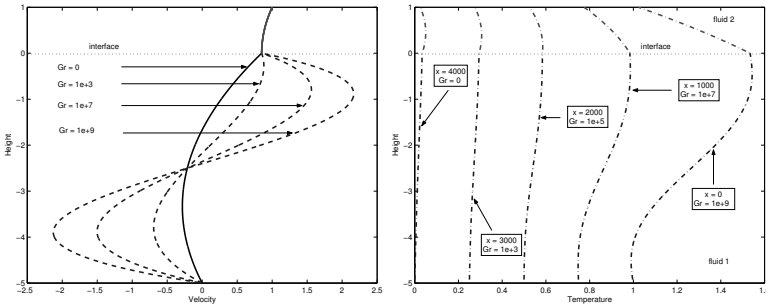 1
0
−1
−2
−3
−4
−5
Height
interface
Gr = 0
Gr = 1e+3
Gr = 1e+7
Gr = 1e+9
−2.5 −2 −1.5 −1 −0.5 0 0.5 1 1.5 2 2.5
Velocity
1
0
−1
−2
−3
−4
−5
Height
fluid 2
interface
x = 4000
Gr = 0
x = 1000
Gr = 1e+7
x = 2000
Gr = 1e+5
x = 0
Gr = 1e+9
x = 3000
Gr = 1e+3
fluid 1
0 0.2 0.4 0.6 0.8 1 1.2 1.4 1.6
Temperature